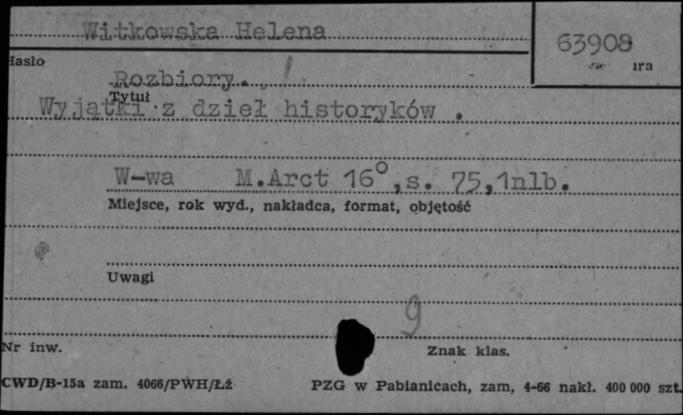 Witkowska Helena
63908
Hasło
ıra
Rozbiory.
Tytuł
Wyjątki z dzieł historyków .
W-wa M.Arct 16°,s. 75,1nlb.
Miejsce, rok wyd., nakładca, format, objętość
Uwagi
9
Nr inw.
Znak klas.
CWD/B-15a zam. 4066/PWH/Łź
PZG w Pabianicach, zam, 4-66 nakł. 400 000 szt.